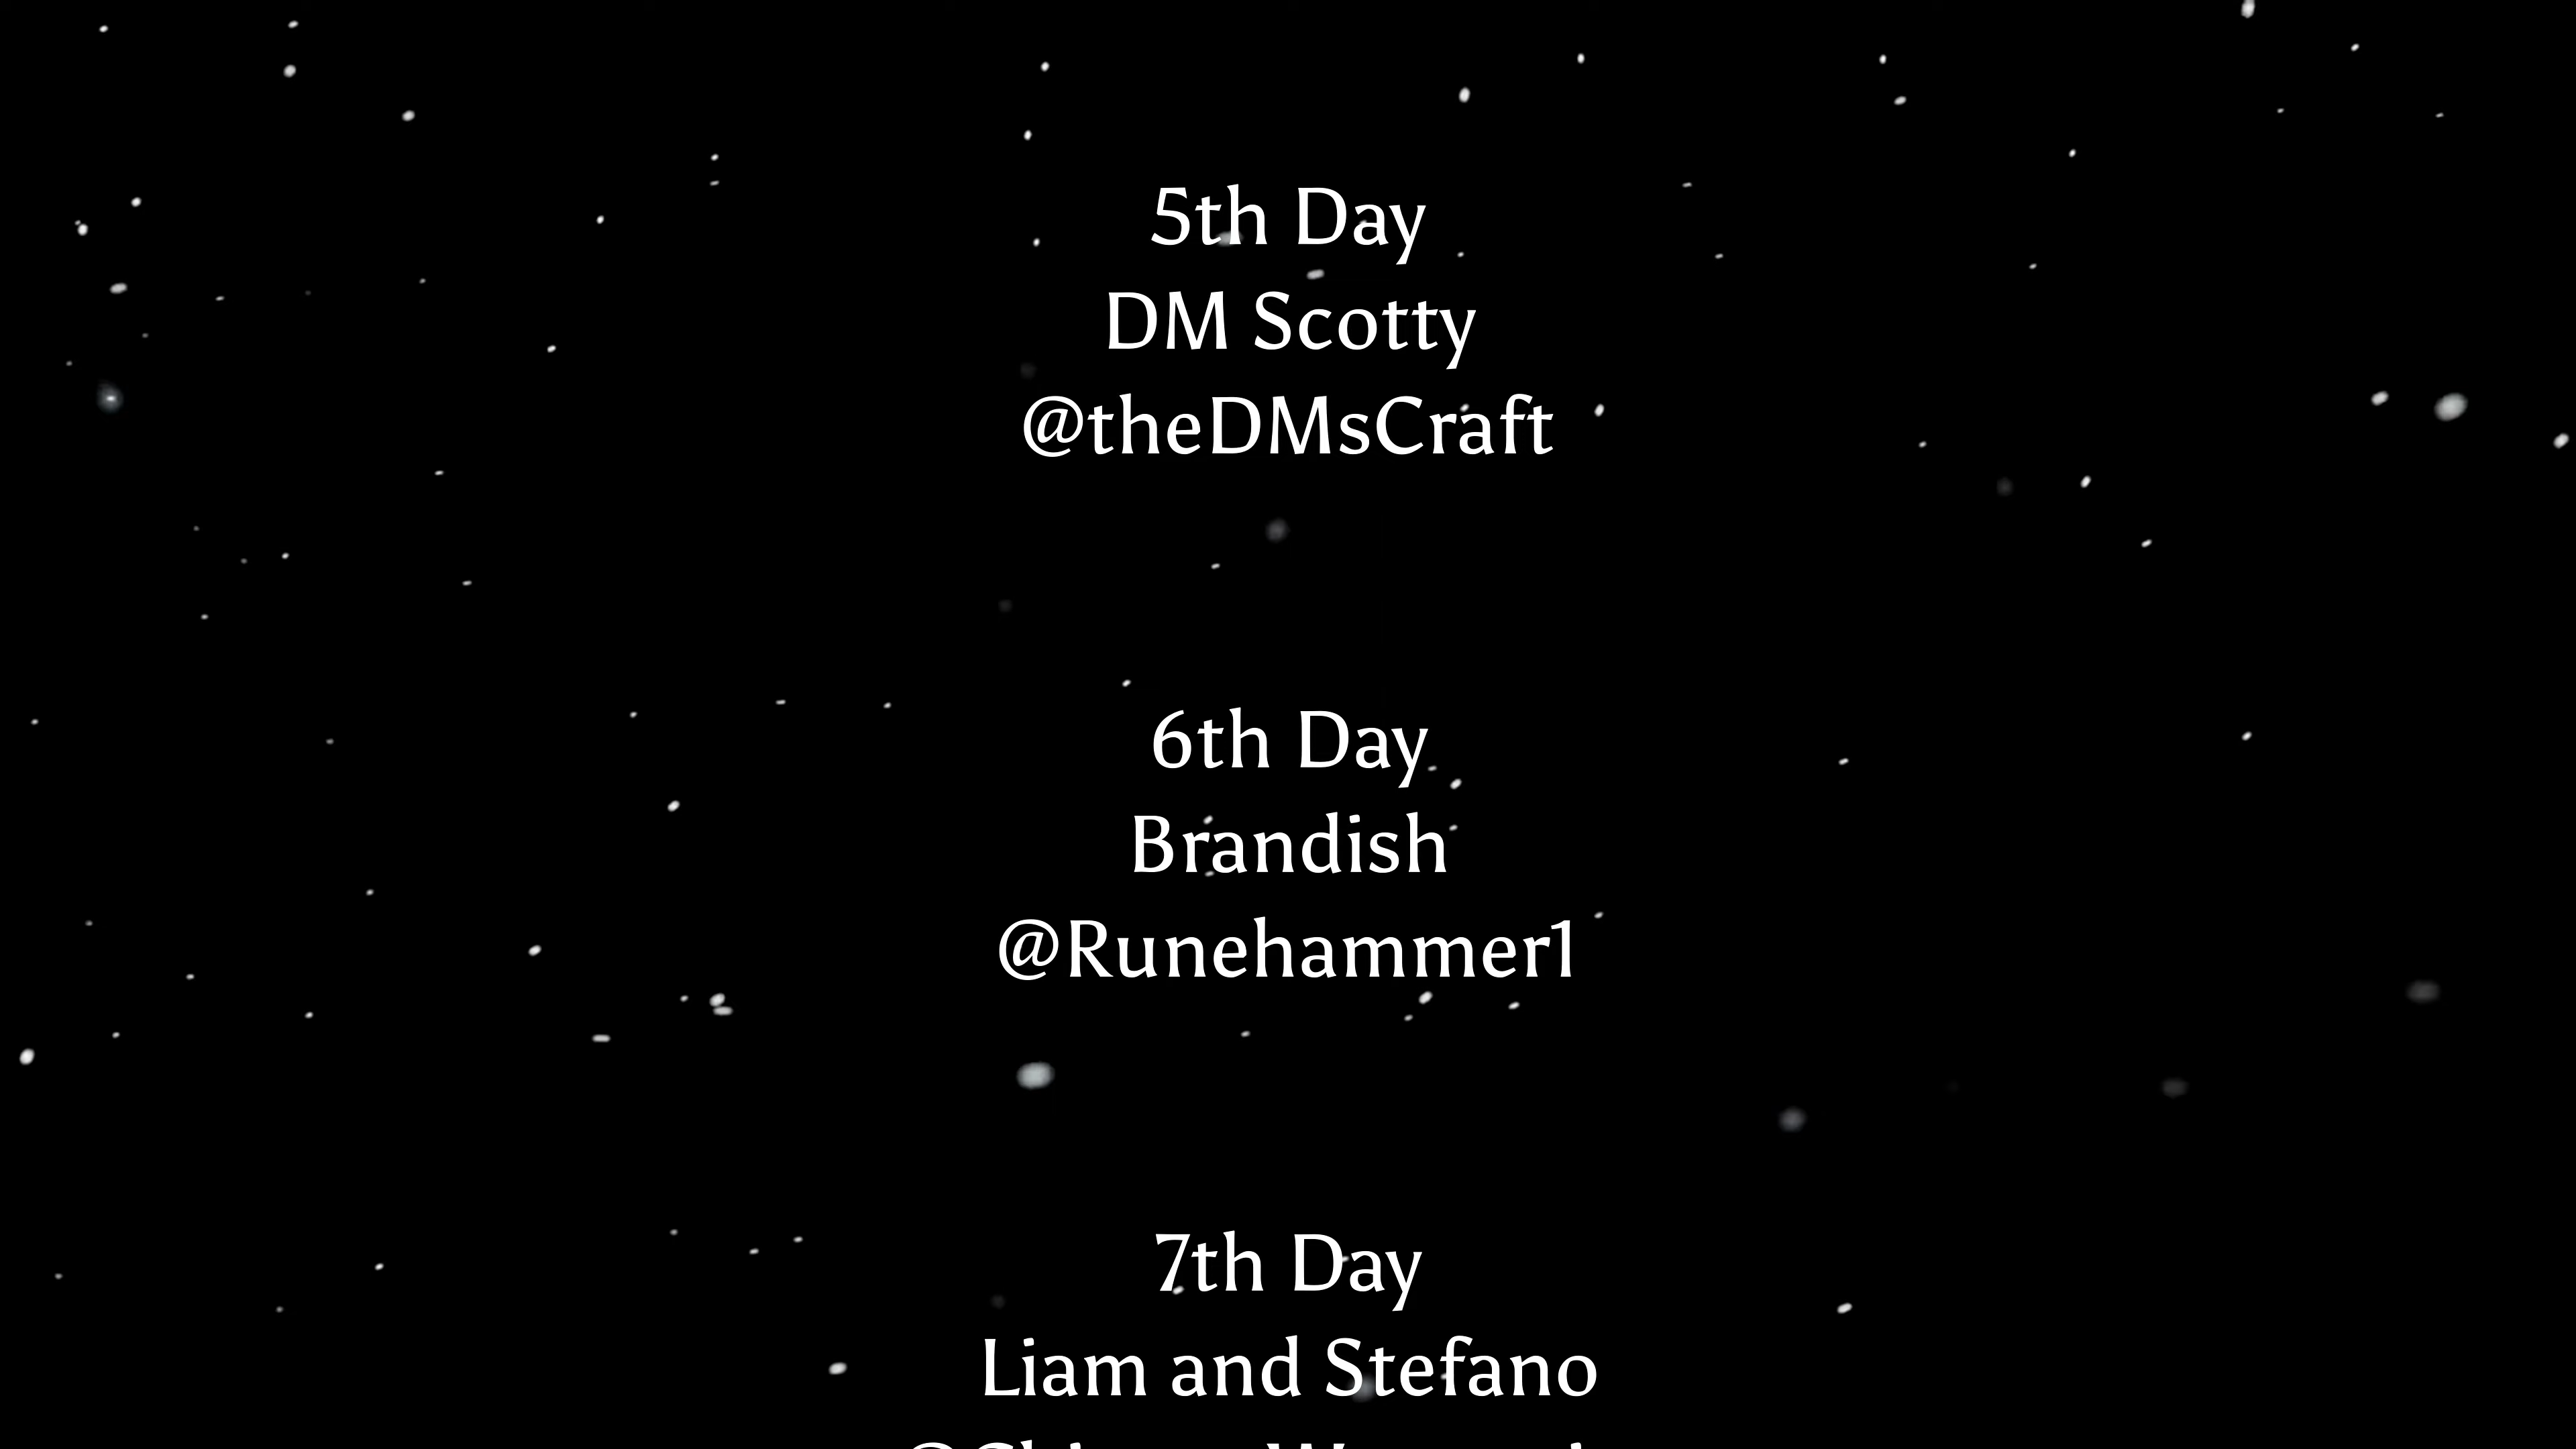 5th Day
DM Scotty
@theDMsCraft
6th Day
Brandish
@Runehammer1
7th Day
Liam and Stefano